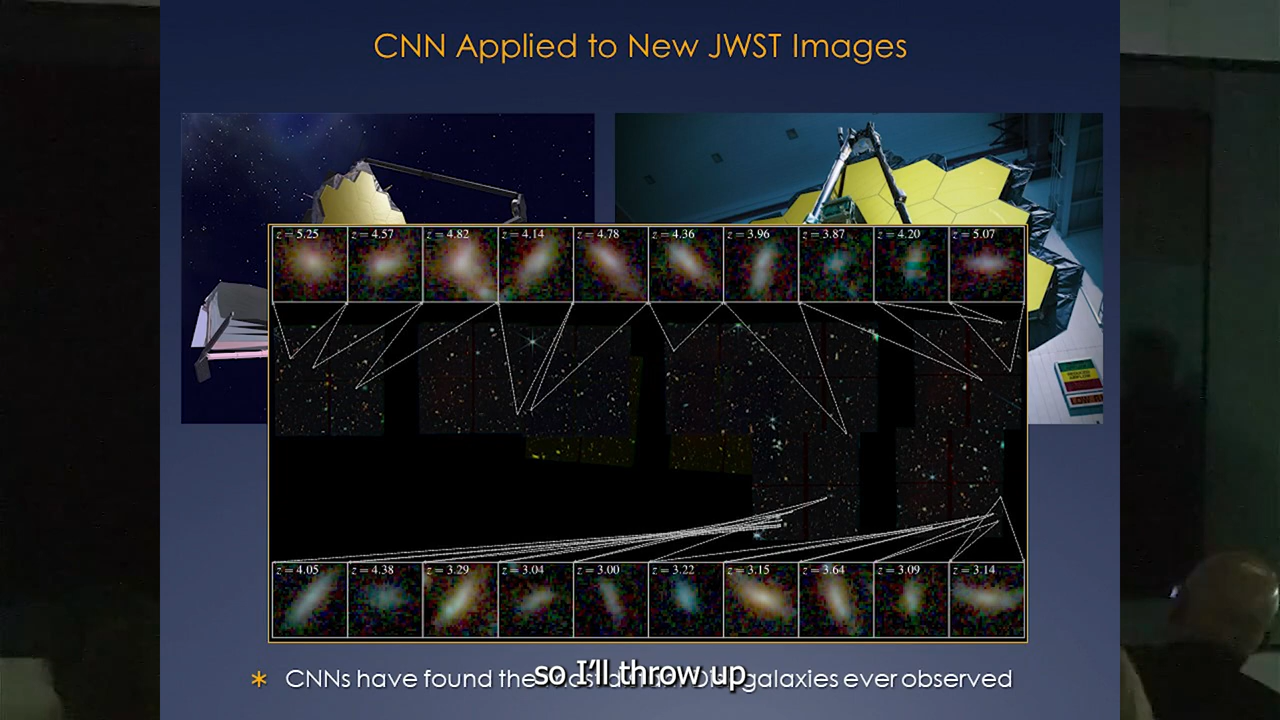 CNN Applied to New JWST Images
z = 5.25 z = 4.57 z = 4.82 z = 4.14 z = 4.78 z = 4.36 z = 3.96 z = 3.87 z = 4.20 z = 5.07
z = 4.05 z = 4.38 z = 3.29 z = 3.04 z = 3.00 z = 3.22 z = 3.15 z = 3.64 z = 3.09 z = 3.14
* CNNs have found the galaxies ever observed
so I'll throw up